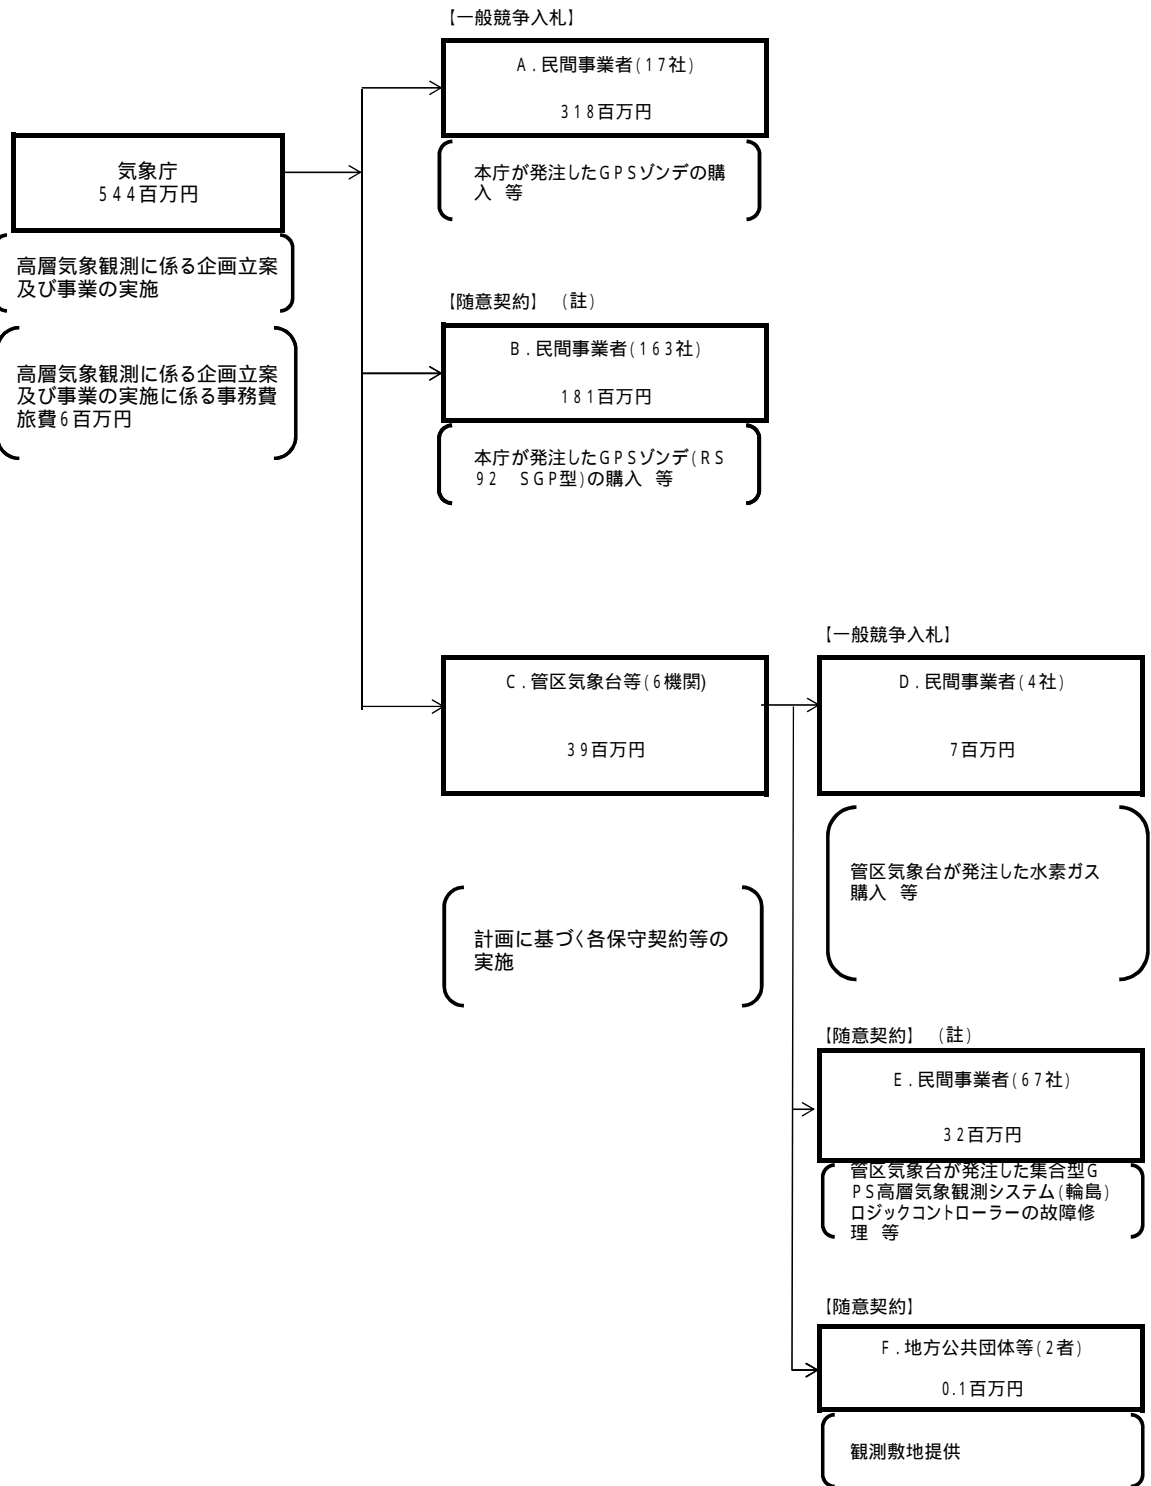 【一般競争入札】
A.民間事業者(17社)
318百万円
本庁が発注したGPSゾンデの購
入 等
気象庁
544百万円
高層気象観測に係る企画立案
及び事業の実施
高層気象観測に係る企画立案
及び事業の実施に係る事務費
旅費6百万円
【随意契約】 (註)
B.民間事業者(163社)
181百万円
本庁が発注したGPSゾンデ(RS
92 SGP型)の購入 等
C.管区気象台等(6機関)
39百万円
計画に基づく各保守契約等の
実施
【一般競争入札】
D.民間事業者(4社)
7百万円
管区気象台が発注した水素ガス
購入 等
【随意契約】 (註)
E.民間事業者(67社)
32百万円
管区気象台が発注した集合型G
PS高層気象観測システム(輪島)
ロジックコントローラーの故障修
理 等
【随意契約】
F.地方公共団体等(2者)
0.1百万円
観測敷地提供